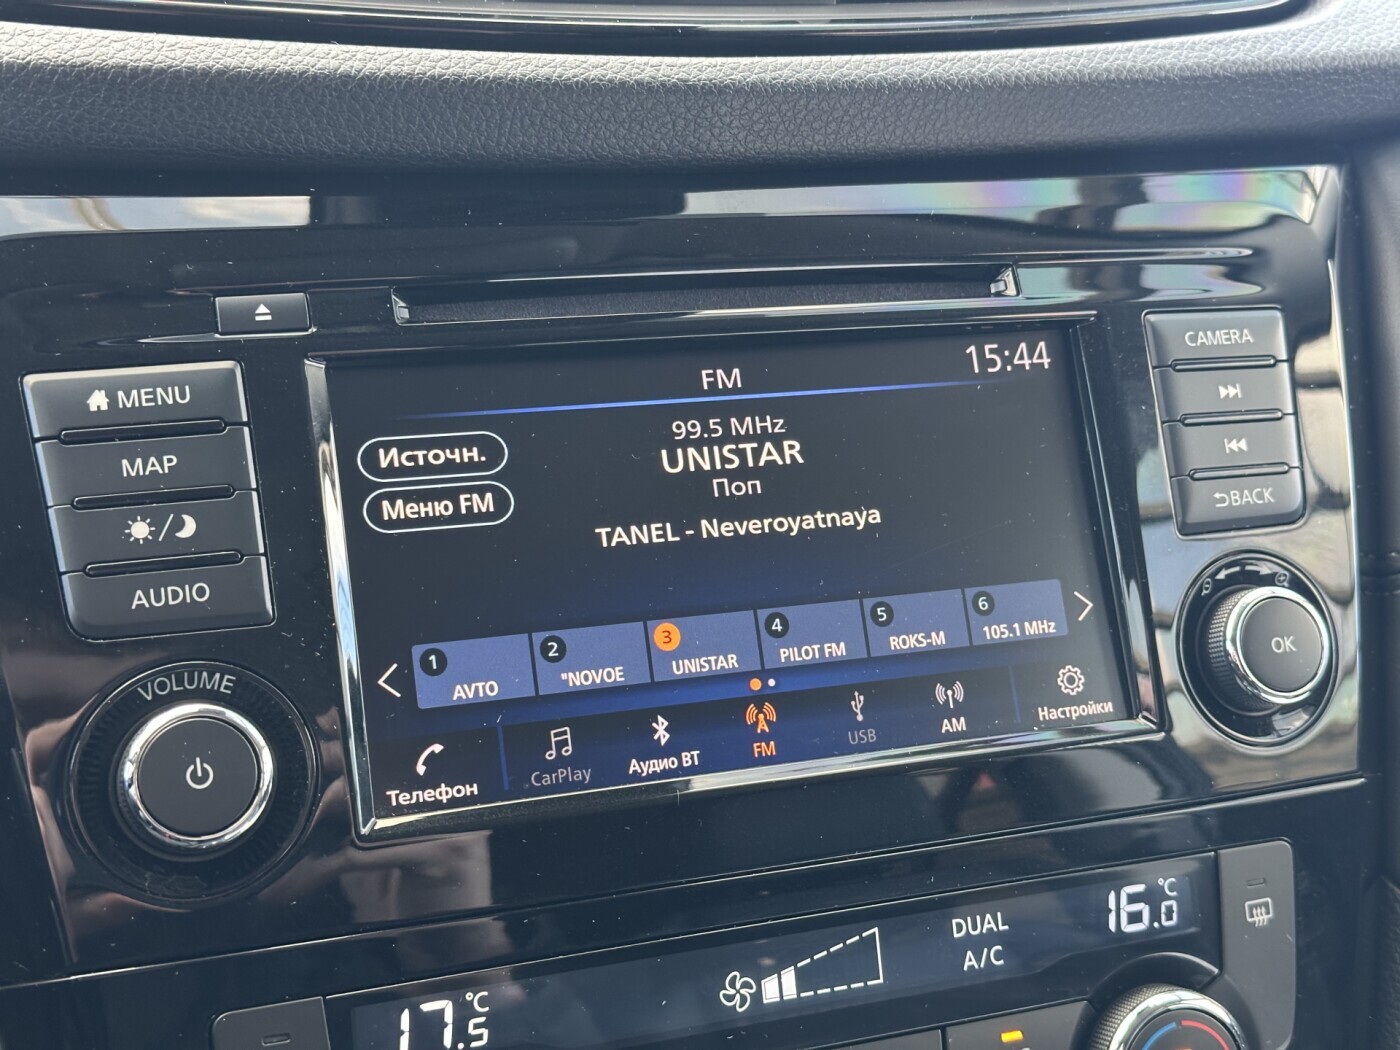 MENU
MAP
AUDIO
VOLUME
FM
15:44
99.5 MHz
UNISTAR
Поп
TANEL - Neveroyatnaya
Источн.
Меню FM
1 AVTO
2 "NOVOE
3 UNISTAR
4 PILOT FM
5 ROKS-M
6 105.1 MHz
Телефон
CarPlay
Аудио BT
FM
USB
AM
Настройки
CAMERA
BACK
OK
17.5 °C
DUAL
A/C
16.0 °C